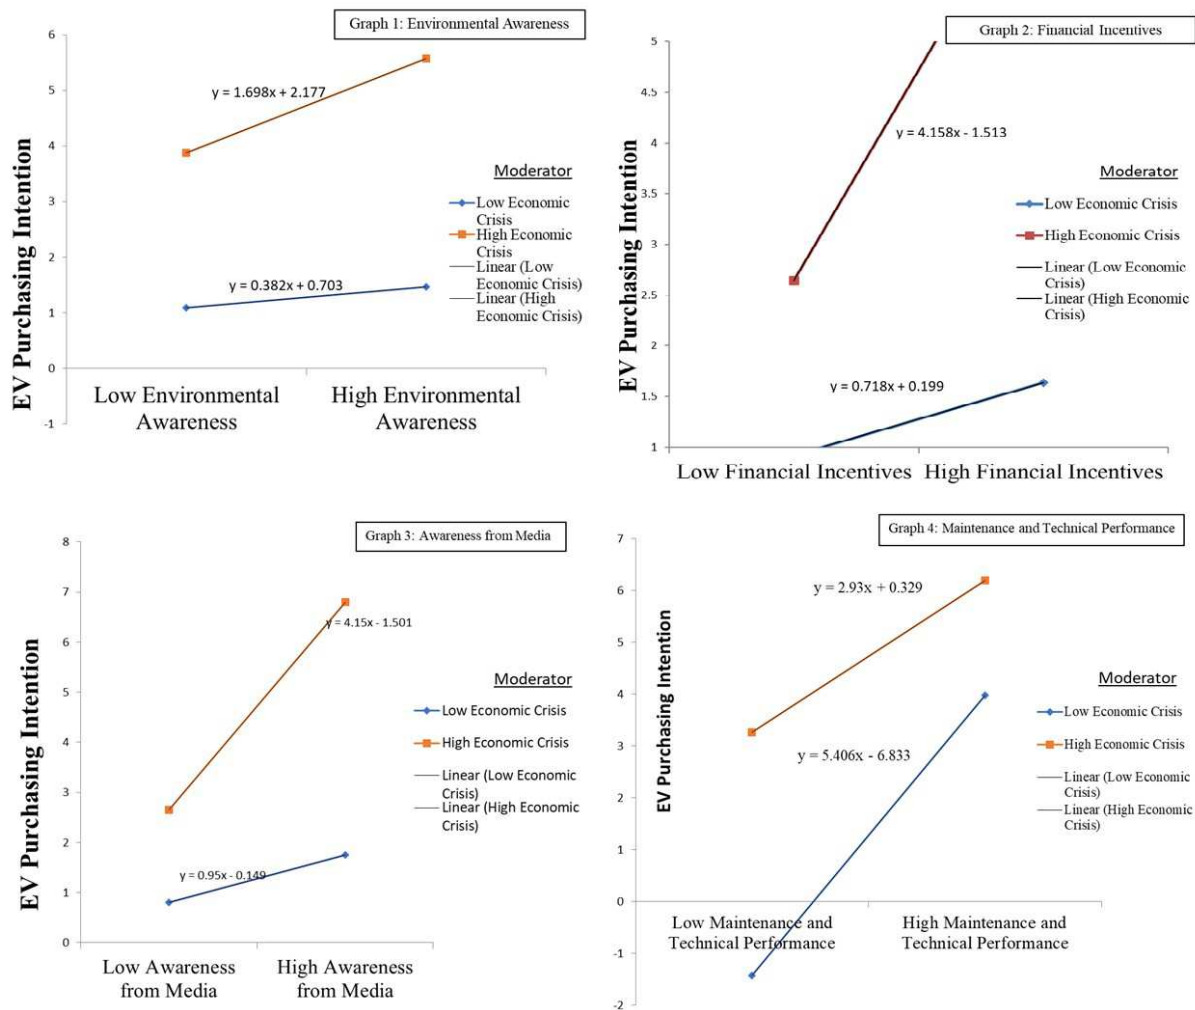 Graph 1: Environmental Awareness
6
5
4
3
2
1
0
-1
EV Purchasing Intention
y = 1.698x + 2.177
y = 0.382x + 0.703
Moderator
Low Economic
Crisis
High Economic
Crisis
Linear (Low
Economic Crisis)
Linear (High
Economic Crisis)
Low Environmental
Awareness
High Environmental
Awareness
Graph 2: Financial Incentives
5
4.5
4
3.5
3
2.5
2
1.5
1
EV Purchasing Intention
y = 4.158x - 1.513
y = 0.718x + 0.199
Moderator
Low Economic Crisis
High Economic Crisis
Linear (Low Economic
Crisis)
Linear (High Economic
Crisis)
Low Financial Incentives
High Financial Incentives
Graph 3: Awareness from Media
8
7
6
5
4
3
2
1
0
EV Purchasing Intention
y = 4.15x - 1.501
y = 0.95x - 0.149
Moderator
Low Economic Crisis
High Economic Crisis
Linear (Low Economic
Crisis)
Linear (High Economic
Crisis)
Low Awareness
from Media
High Awareness
from Media
Graph 4: Maintenance and Technical Performance
7
6
5
4
3
2
1
0
-1
-2
EV Purchasing Intention
y = 2.93x + 0.329
y = 5.406x - 6.833
Moderator
Low Economic Crisis
High Economic Crisis
Linear (Low Economic
Crisis)
Linear (High Economic
Crisis)
Low Maintenance and
Technical Performance
High Maintenance and
Technical Performance